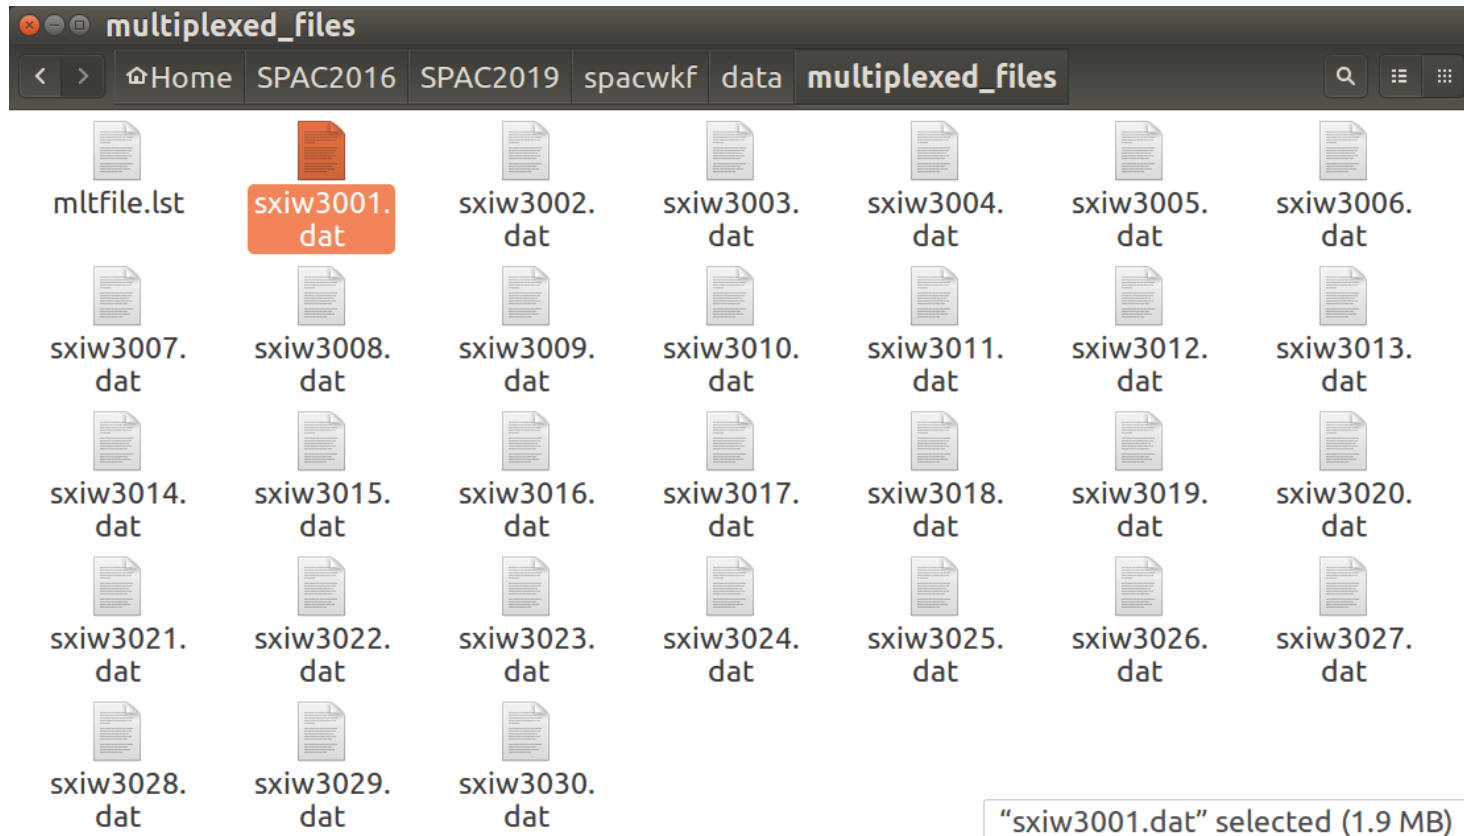 multiplexed_files
Home SPAC2016 SPAC2019 spacwkf data multiplexed_files
mltfile.lst sxiw3001. sxiw3002. sxiw3003. sxiw3004. sxiw3005. sxiw3006.
dat dat dat dat dat dat
sxiw3007. sxiw3008. sxiw3009. sxiw3010. sxiw3011. sxiw3012. sxiw3013.
dat dat dat dat dat dat dat
sxiw3014. sxiw3015. sxiw3016. sxiw3017. sxiw3018. sxiw3019. sxiw3020.
dat dat dat dat dat dat dat
sxiw3021. sxiw3022. sxiw3023. sxiw3024. sxiw3025. sxiw3026. sxiw3027.
dat dat dat dat dat dat dat
sxiw3028. sxiw3029. sxiw3030.
dat dat dat
“sxiw3001.dat” selected (1.9 MB)